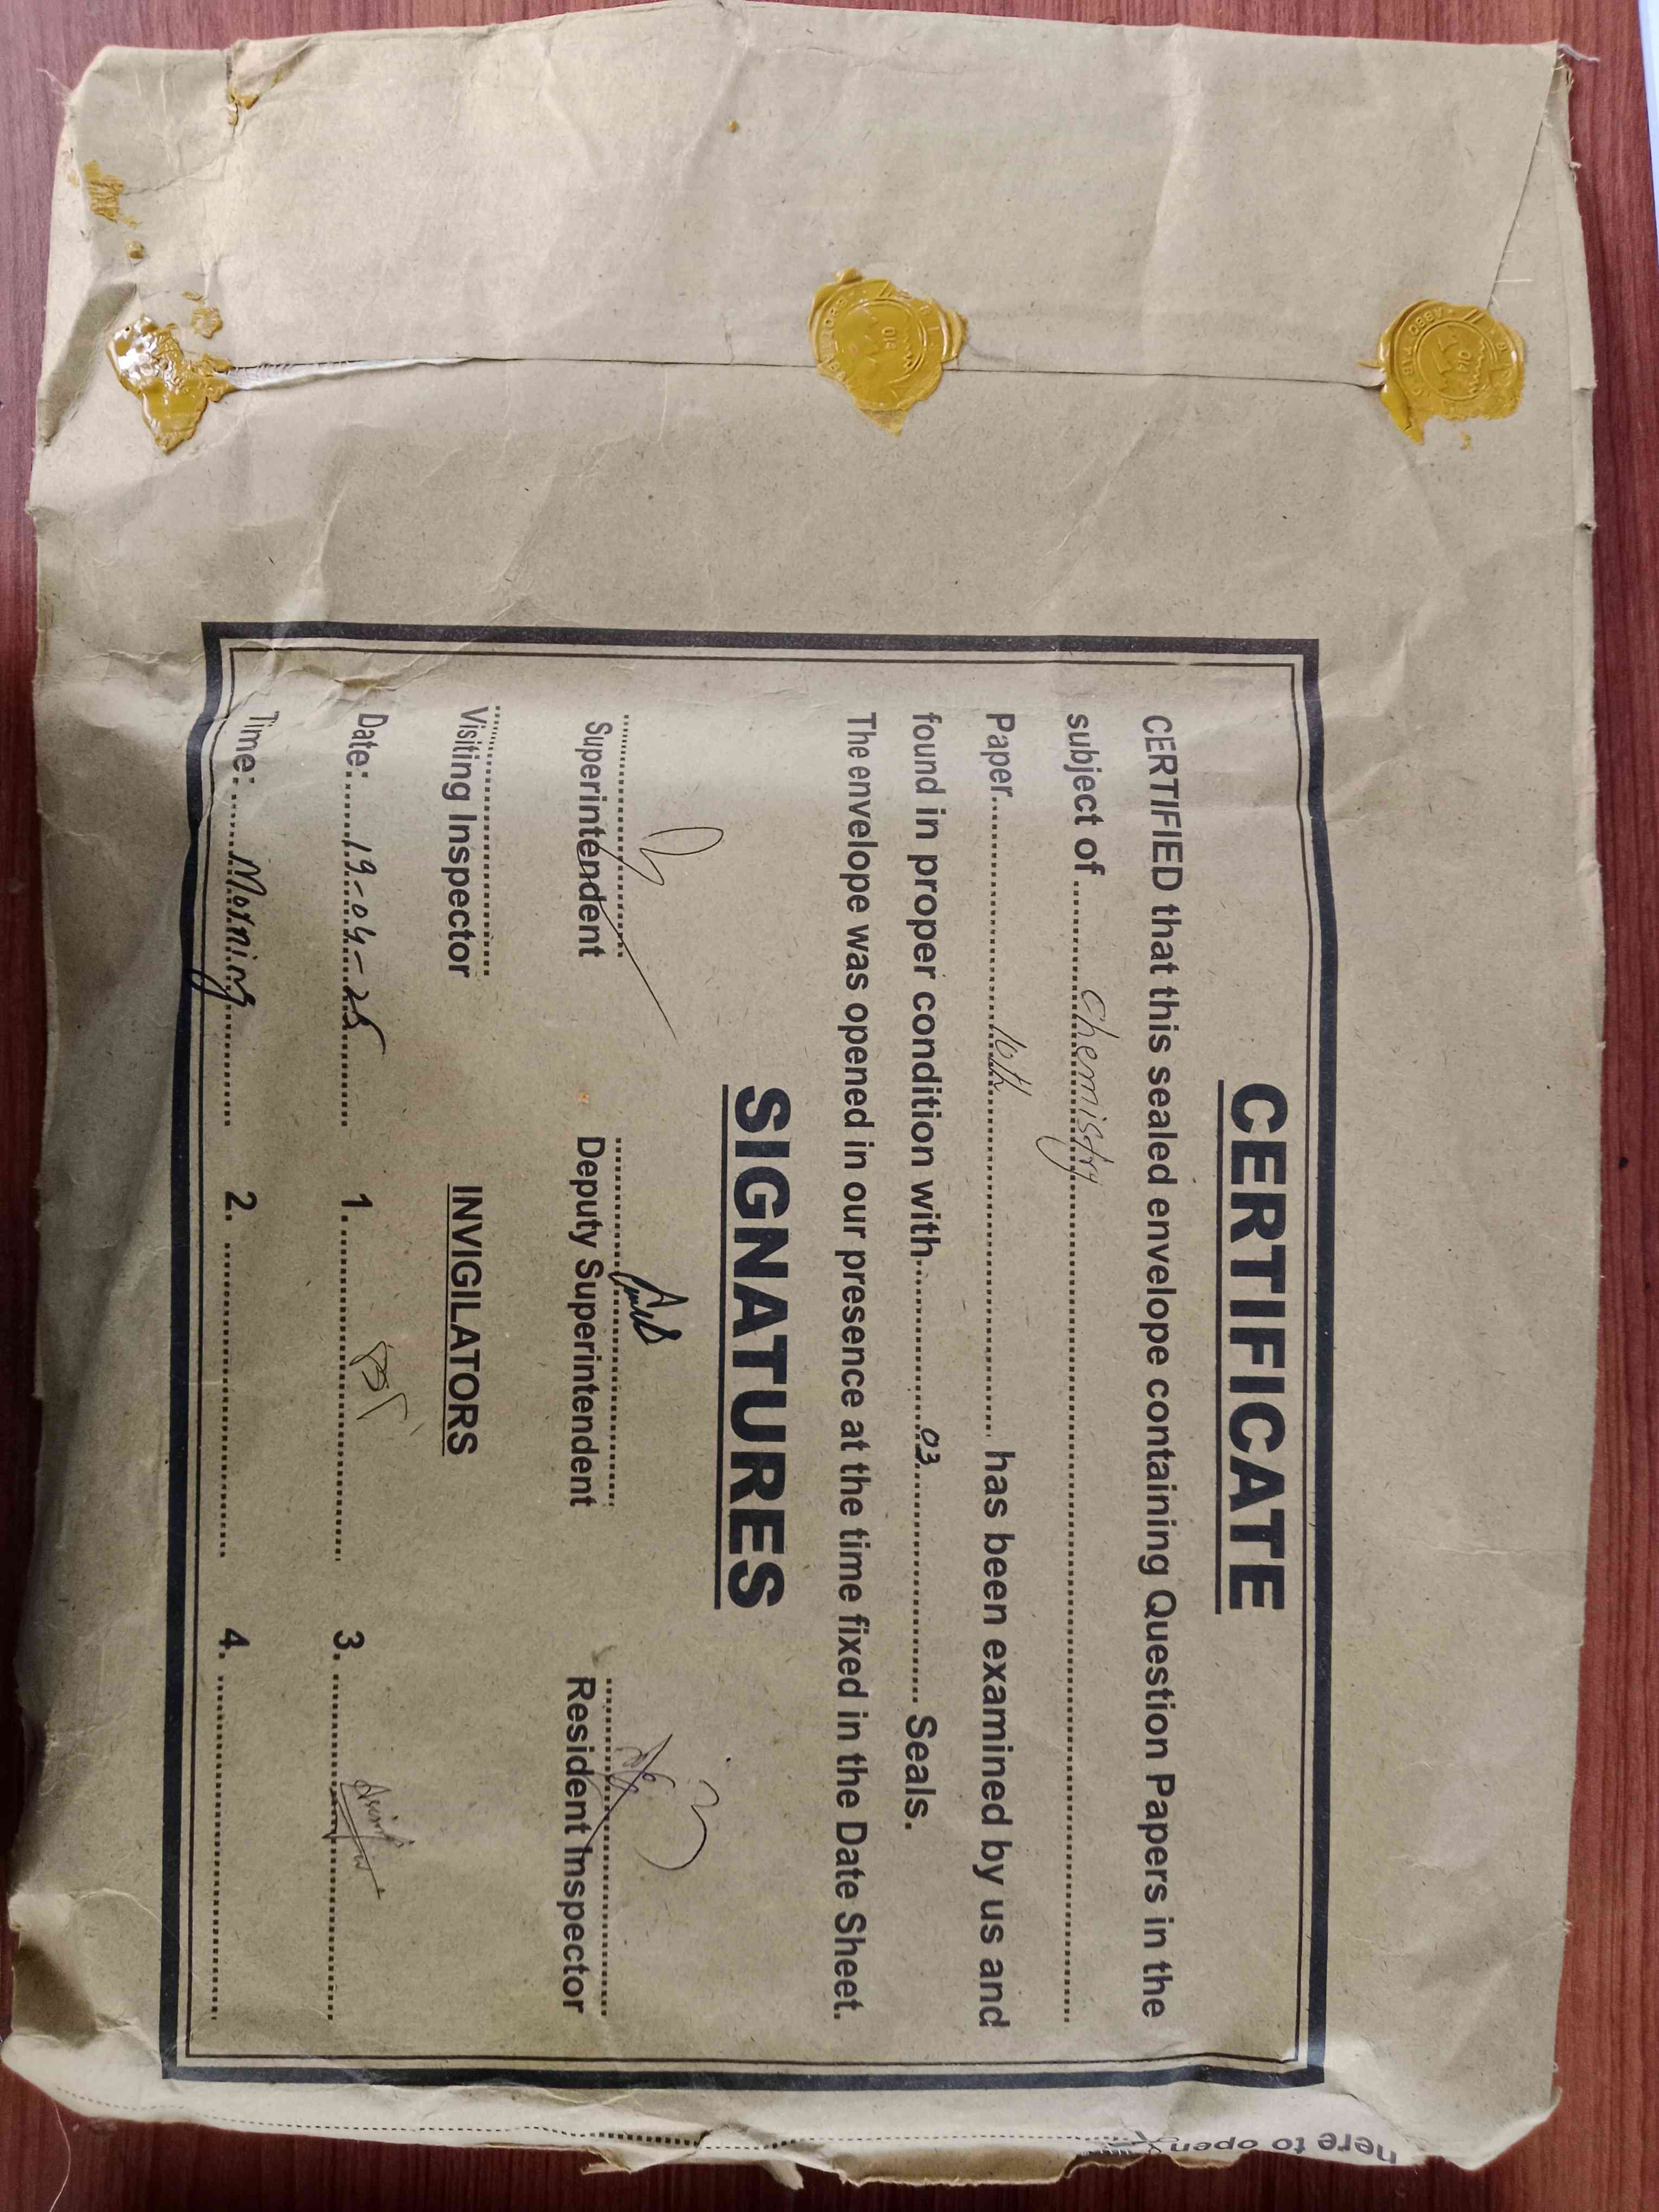 CERTIFICATE
CERTIFIED that this sealed envelope containing Question Papers in the
subject of ........ chemistry ........
Paper........ 10th ........ has been examined by us and
found in proper condition with........ 03 ........ Seals.
The envelope was opened in our presence at the time fixed in the Date Sheet.
SIGNATURES
Superintendent Deputy Superintendent Resident Inspector
Visiting Inspector INVIGILATORS
Date: 19-04-25 1. ........ 3. ........
Time: Morning 2. ........ 4. ........
here to open